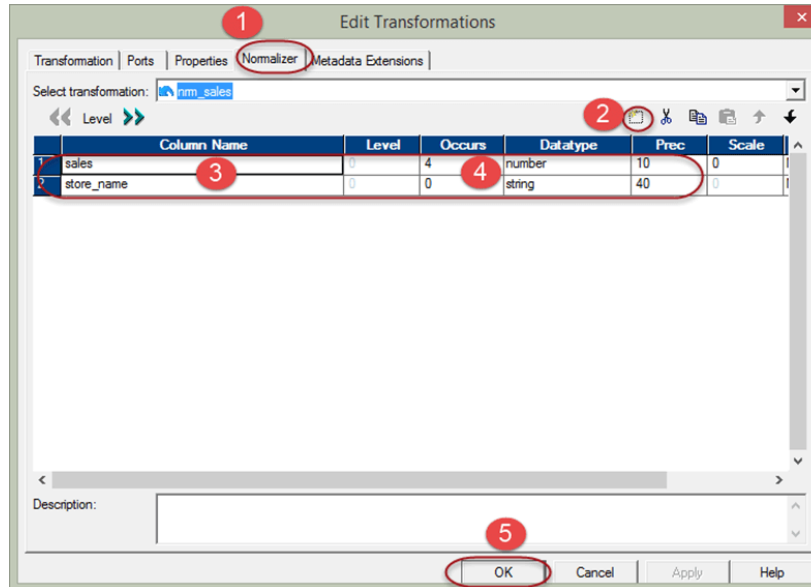 Edit Transformations
1
Transformation Ports Properties Normalizer Metadata Extensions
Select transformation: nrm_sales
Level
2
Column Name Level Occurs Datatype Prec Scale
1 sales 0 4 number 10 0
2 store_name 0 0 string 40 0
3
4
Description:
5
OK Cancel Apply Help